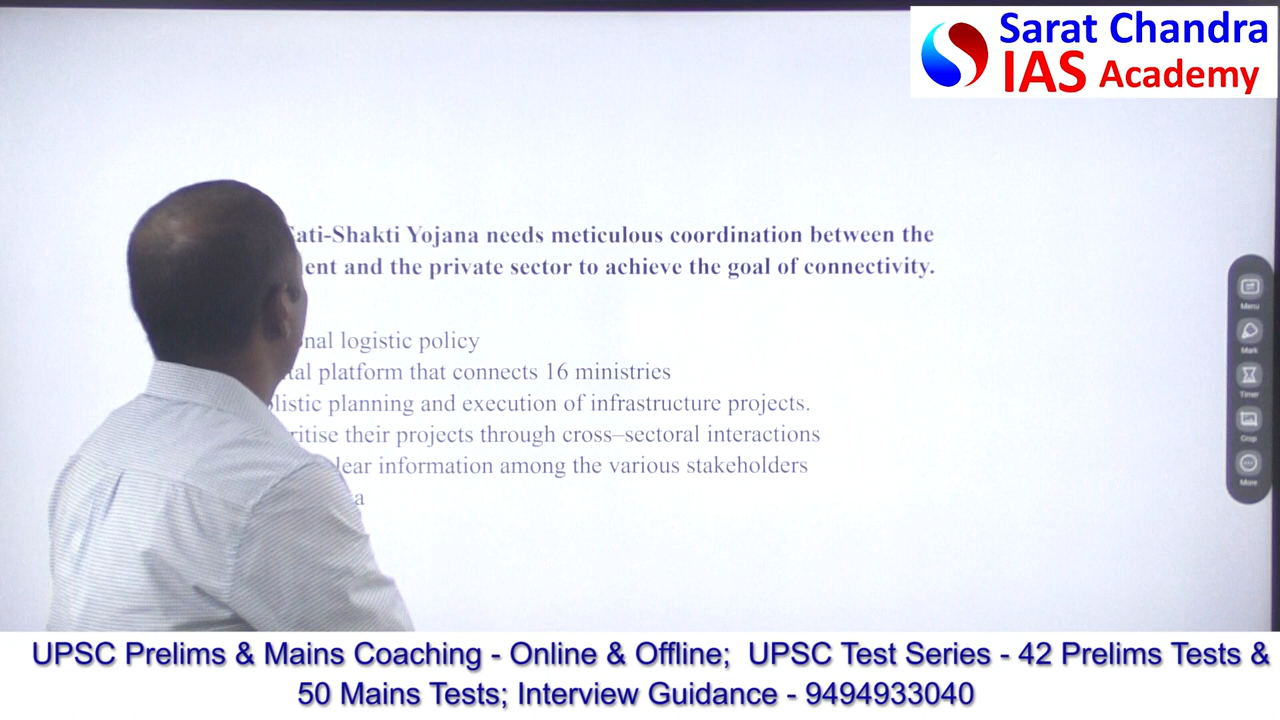 Sarat Chandra
IAS Academy
ati-Shakti Yojana needs meticulous coordination between the
ent and the private sector to achieve the goal of connectivity.
nal logistic policy
tal platform that connects 16 ministries
listic planning and execution of infrastructure projects.
ritise their projects through cross–sectoral interactions
lear information among the various stakeholders
a
Menu
Mark
Timer
Crop
More
UPSC Prelims & Mains Coaching - Online & Offline; UPSC Test Series - 42 Prelims Tests &
50 Mains Tests; Interview Guidance - 9494933040